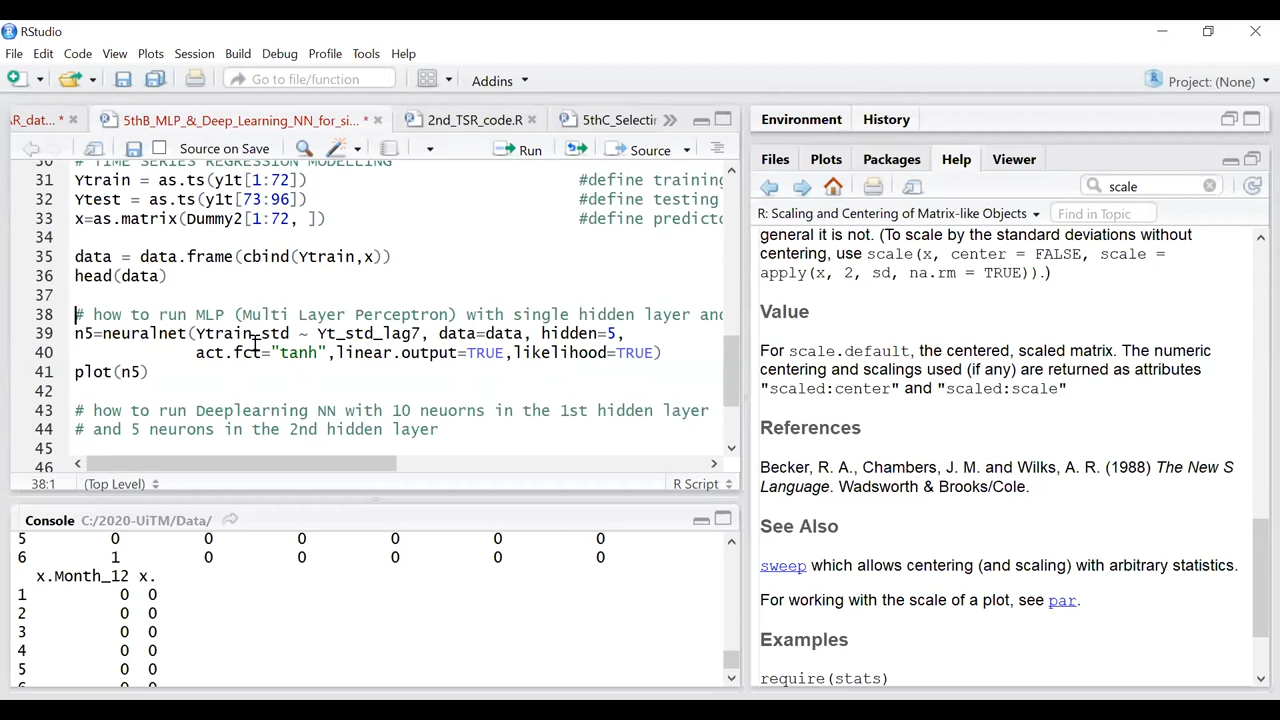 RStudio
File Edit Code View Plots Session Build Debug Profile Tools Help
Go to file/function Addins Project: (None)
AR_dat... * 5thB_MLP_&_Deep_Learning_NN_for_si... * 2nd_TSR_code.R 5thC_Selectin
Source on Save Run Source
30 # TIME SERIES REGRESSION MODELLING
31 Ytrain = as.ts(y1t[1:72]) #define training
32 Ytest = as.ts(y1t[73:96]) #define testing
33 x=as.matrix(Dummy2[1:72, ]) #define predicto
34
35 data = data.frame(cbind(Ytrain,x))
36 head(data)
37
38 # how to run MLP (Multi Layer Perceptron) with single hidden layer and
39 n5=neuralnet(Ytrain_std ~ Yt_std_lag7, data=data, hidden=5,
40 act.fct="tanh",linear.output=TRUE,likelihood=TRUE)
41 plot(n5)
42
43 # how to run Deeplearning NN with 10 neuorns in the 1st hidden layer
44 # and 5 neurons in the 2nd hidden layer
45
46
38:1 (Top Level) R Script
Console C:/2020-UiTM/Data/
5 0 0 0 0 0 0
6 1 0 0 0 0 0
x.Month_12 x.
1 0 0
2 0 0
3 0 0
4 0 0
5 0 0
6 0 0
Environment History
Files Plots Packages Help Viewer
scale
R: Scaling and Centering of Matrix-like Objects Find in Topic
general it is not. (To scale by the standard deviations without
centering, use scale(x, center = FALSE, scale =
apply(x, 2, sd, na.rm = TRUE)).)
Value
For scale.default, the centered, scaled matrix. The numeric
centering and scalings used (if any) are returned as attributes
"scaled:center" and "scaled:scale"
References
Becker, R. A., Chambers, J. M. and Wilks, A. R. (1988) The New S
Language. Wadsworth & Brooks/Cole.
See Also
sweep which allows centering (and scaling) with arbitrary statistics.
For working with the scale of a plot, see par.
Examples
require(stats)